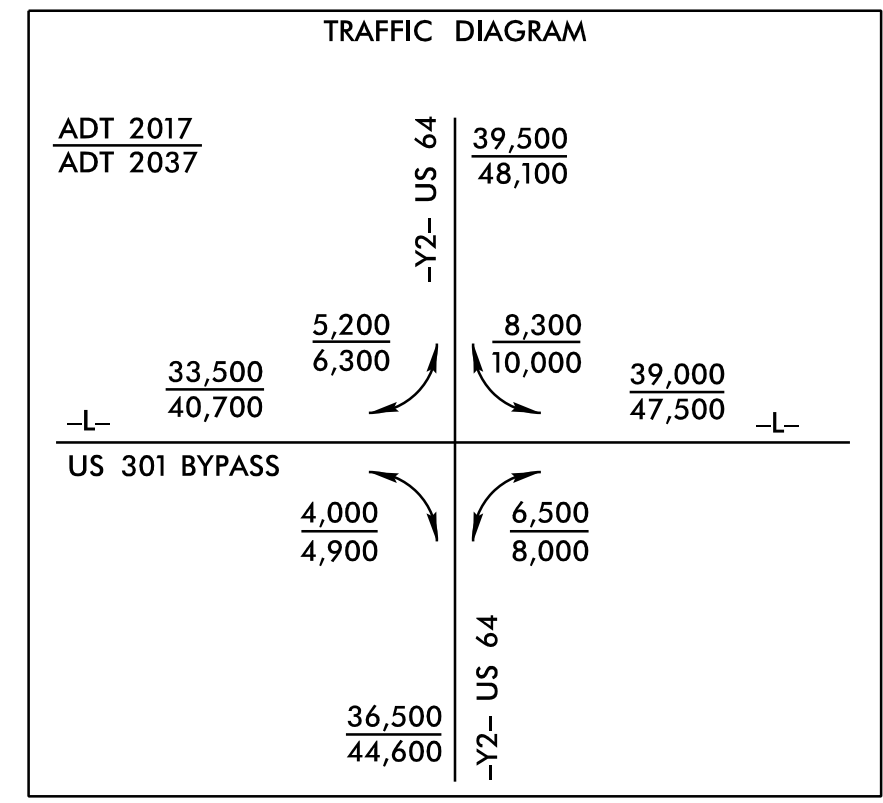 TRAFFIC DIAGRAM
ADT 2017
ADT 2037
-Y2- US 64
39,500
48,100
5,200
6,300
8,300
10,000
33,500
40,700
39,000
47,500
-L-
-L-
US 301 BYPASS
4,000
4,900
6,500
8,000
36,500
44,600
-Y2- US 64